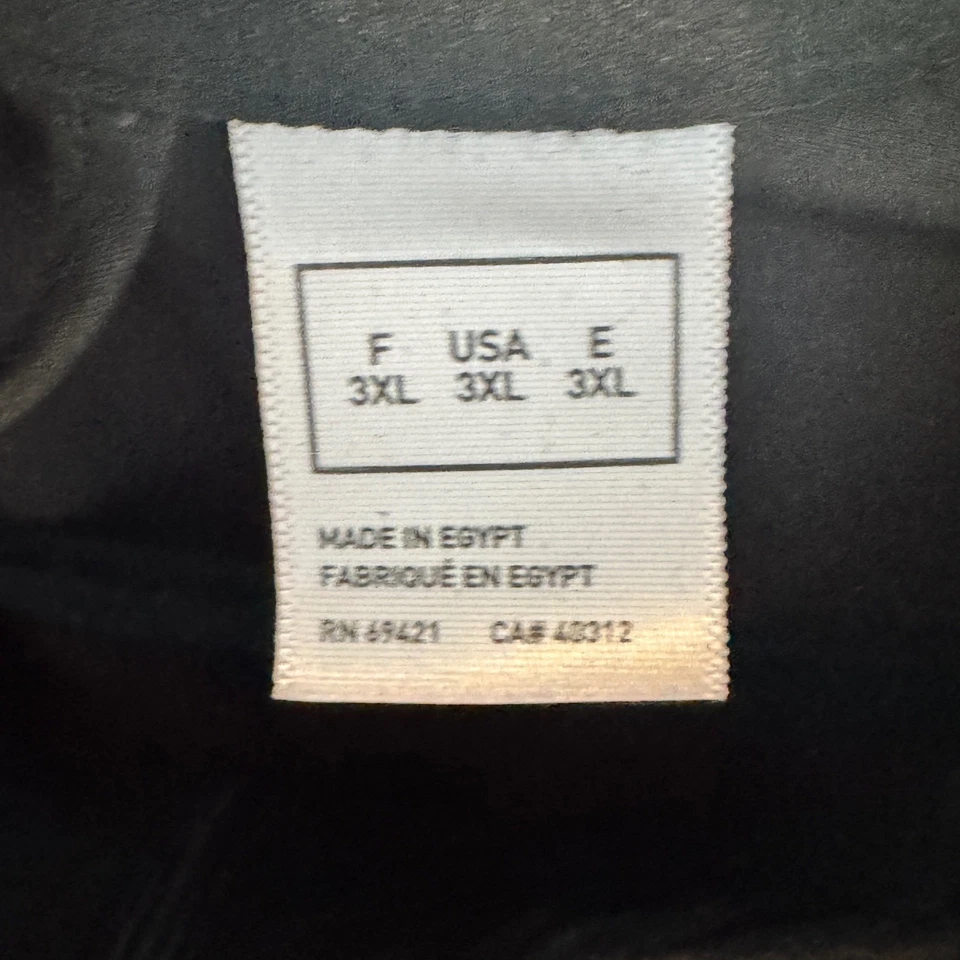 F USA E
3XL 3XL 3XL
MADE IN EGYPT
FABRIQUÉ EN EGYPT
RN 69421 CA# 40312